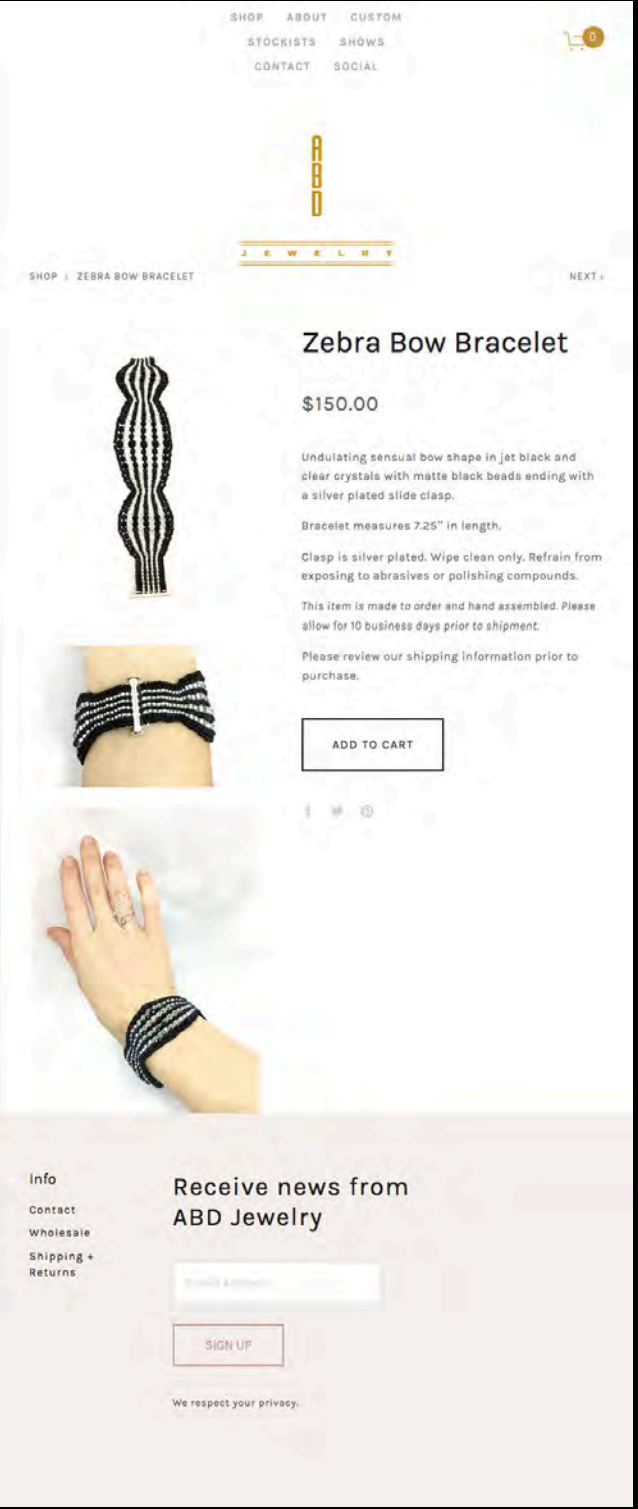 SHOP ABOUT CUSTOM
STOCKISTS SHOWS
CONTACT SOCIAL
0
A
B
D
JEWELRY
SHOP › ZEBRA BOW BRACELET
NEXT ›
Zebra Bow Bracelet
$150.00
Undulating sensual bow shape in jet black and
clear crystals with matte black beads ending with
a silver plated slide clasp.
Bracelet measures 7.25" in length.
Clasp is silver plated. Wipe clean only. Refrain from
exposing to abrasives or polishing compounds.
This item is made to order and hand assembled. Please
allow for 10 business days prior to shipment.
Please review our shipping information prior to
purchase.
ADD TO CART
Info
Contact
Wholesale
Shipping +
Returns
Receive news from
ABD Jewelry
Email Address
SIGN UP
We respect your privacy.